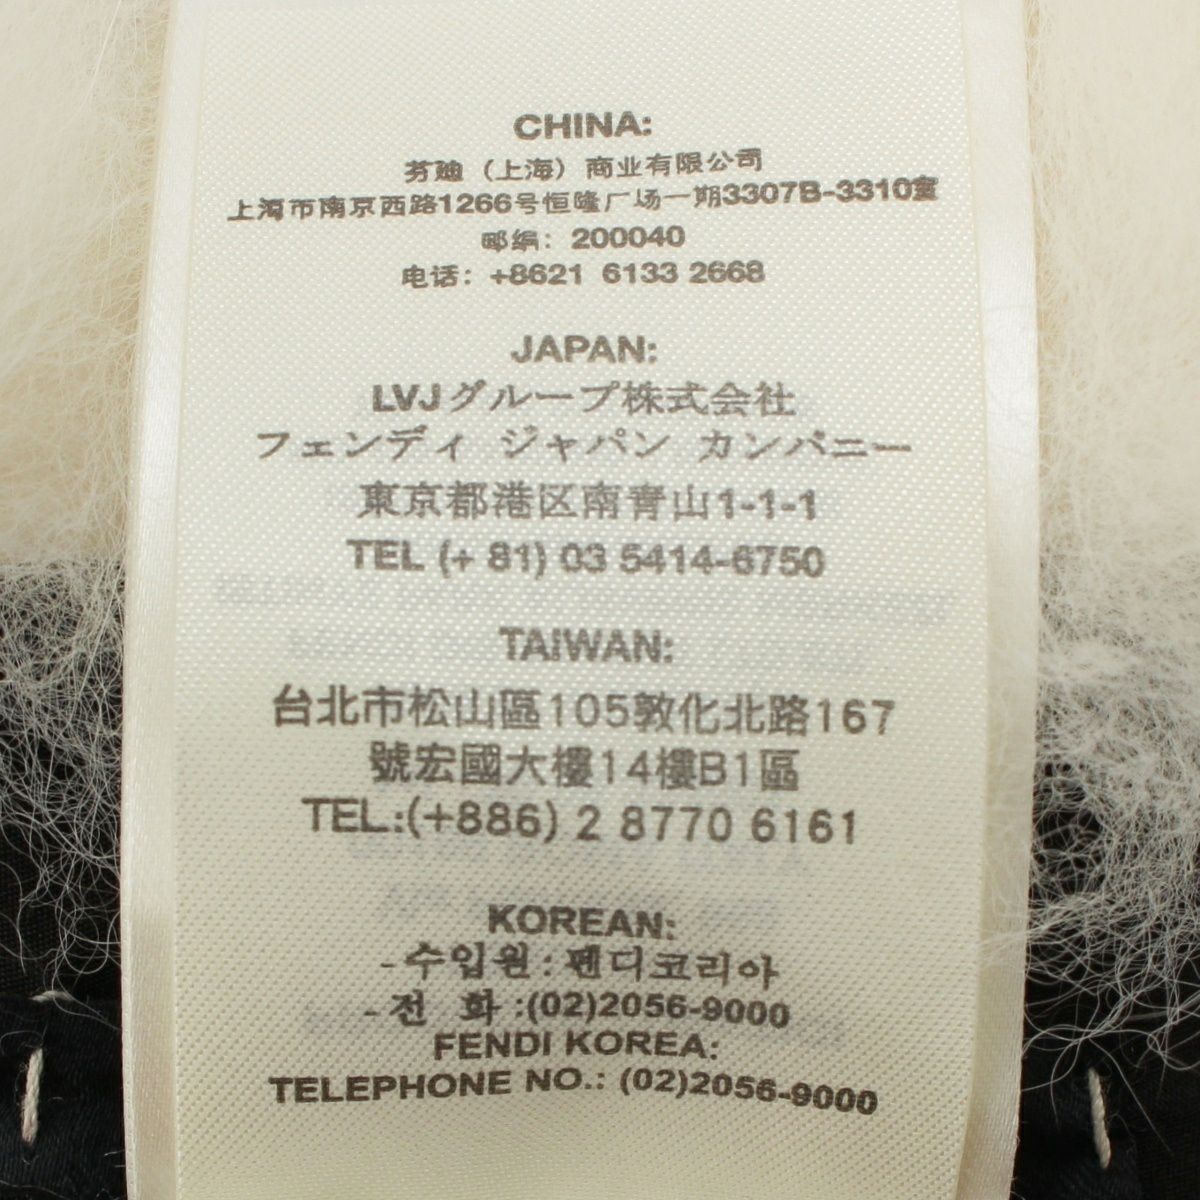 CHINA:
芬迪（上海）商业有限公司
上海市南京西路1266号恒隆广场一期3307B-3310室
邮编：200040
电话：+8621 6133 2668
JAPAN:
LVJグループ株式会社
フェンディ ジャパン カンパニー
東京都港区南青山1-1-1
TEL (+ 81) 03 5414-6750
TAIWAN:
台北市松山區105敦化北路167
號宏國大樓14樓B1區
TEL:(+886) 2 8770 6161
KOREAN:
-수입원 : 펜디코리아
-전 화 :(02)2056-9000
FENDI KOREA:
TELEPHONE NO.: (02)2056-9000